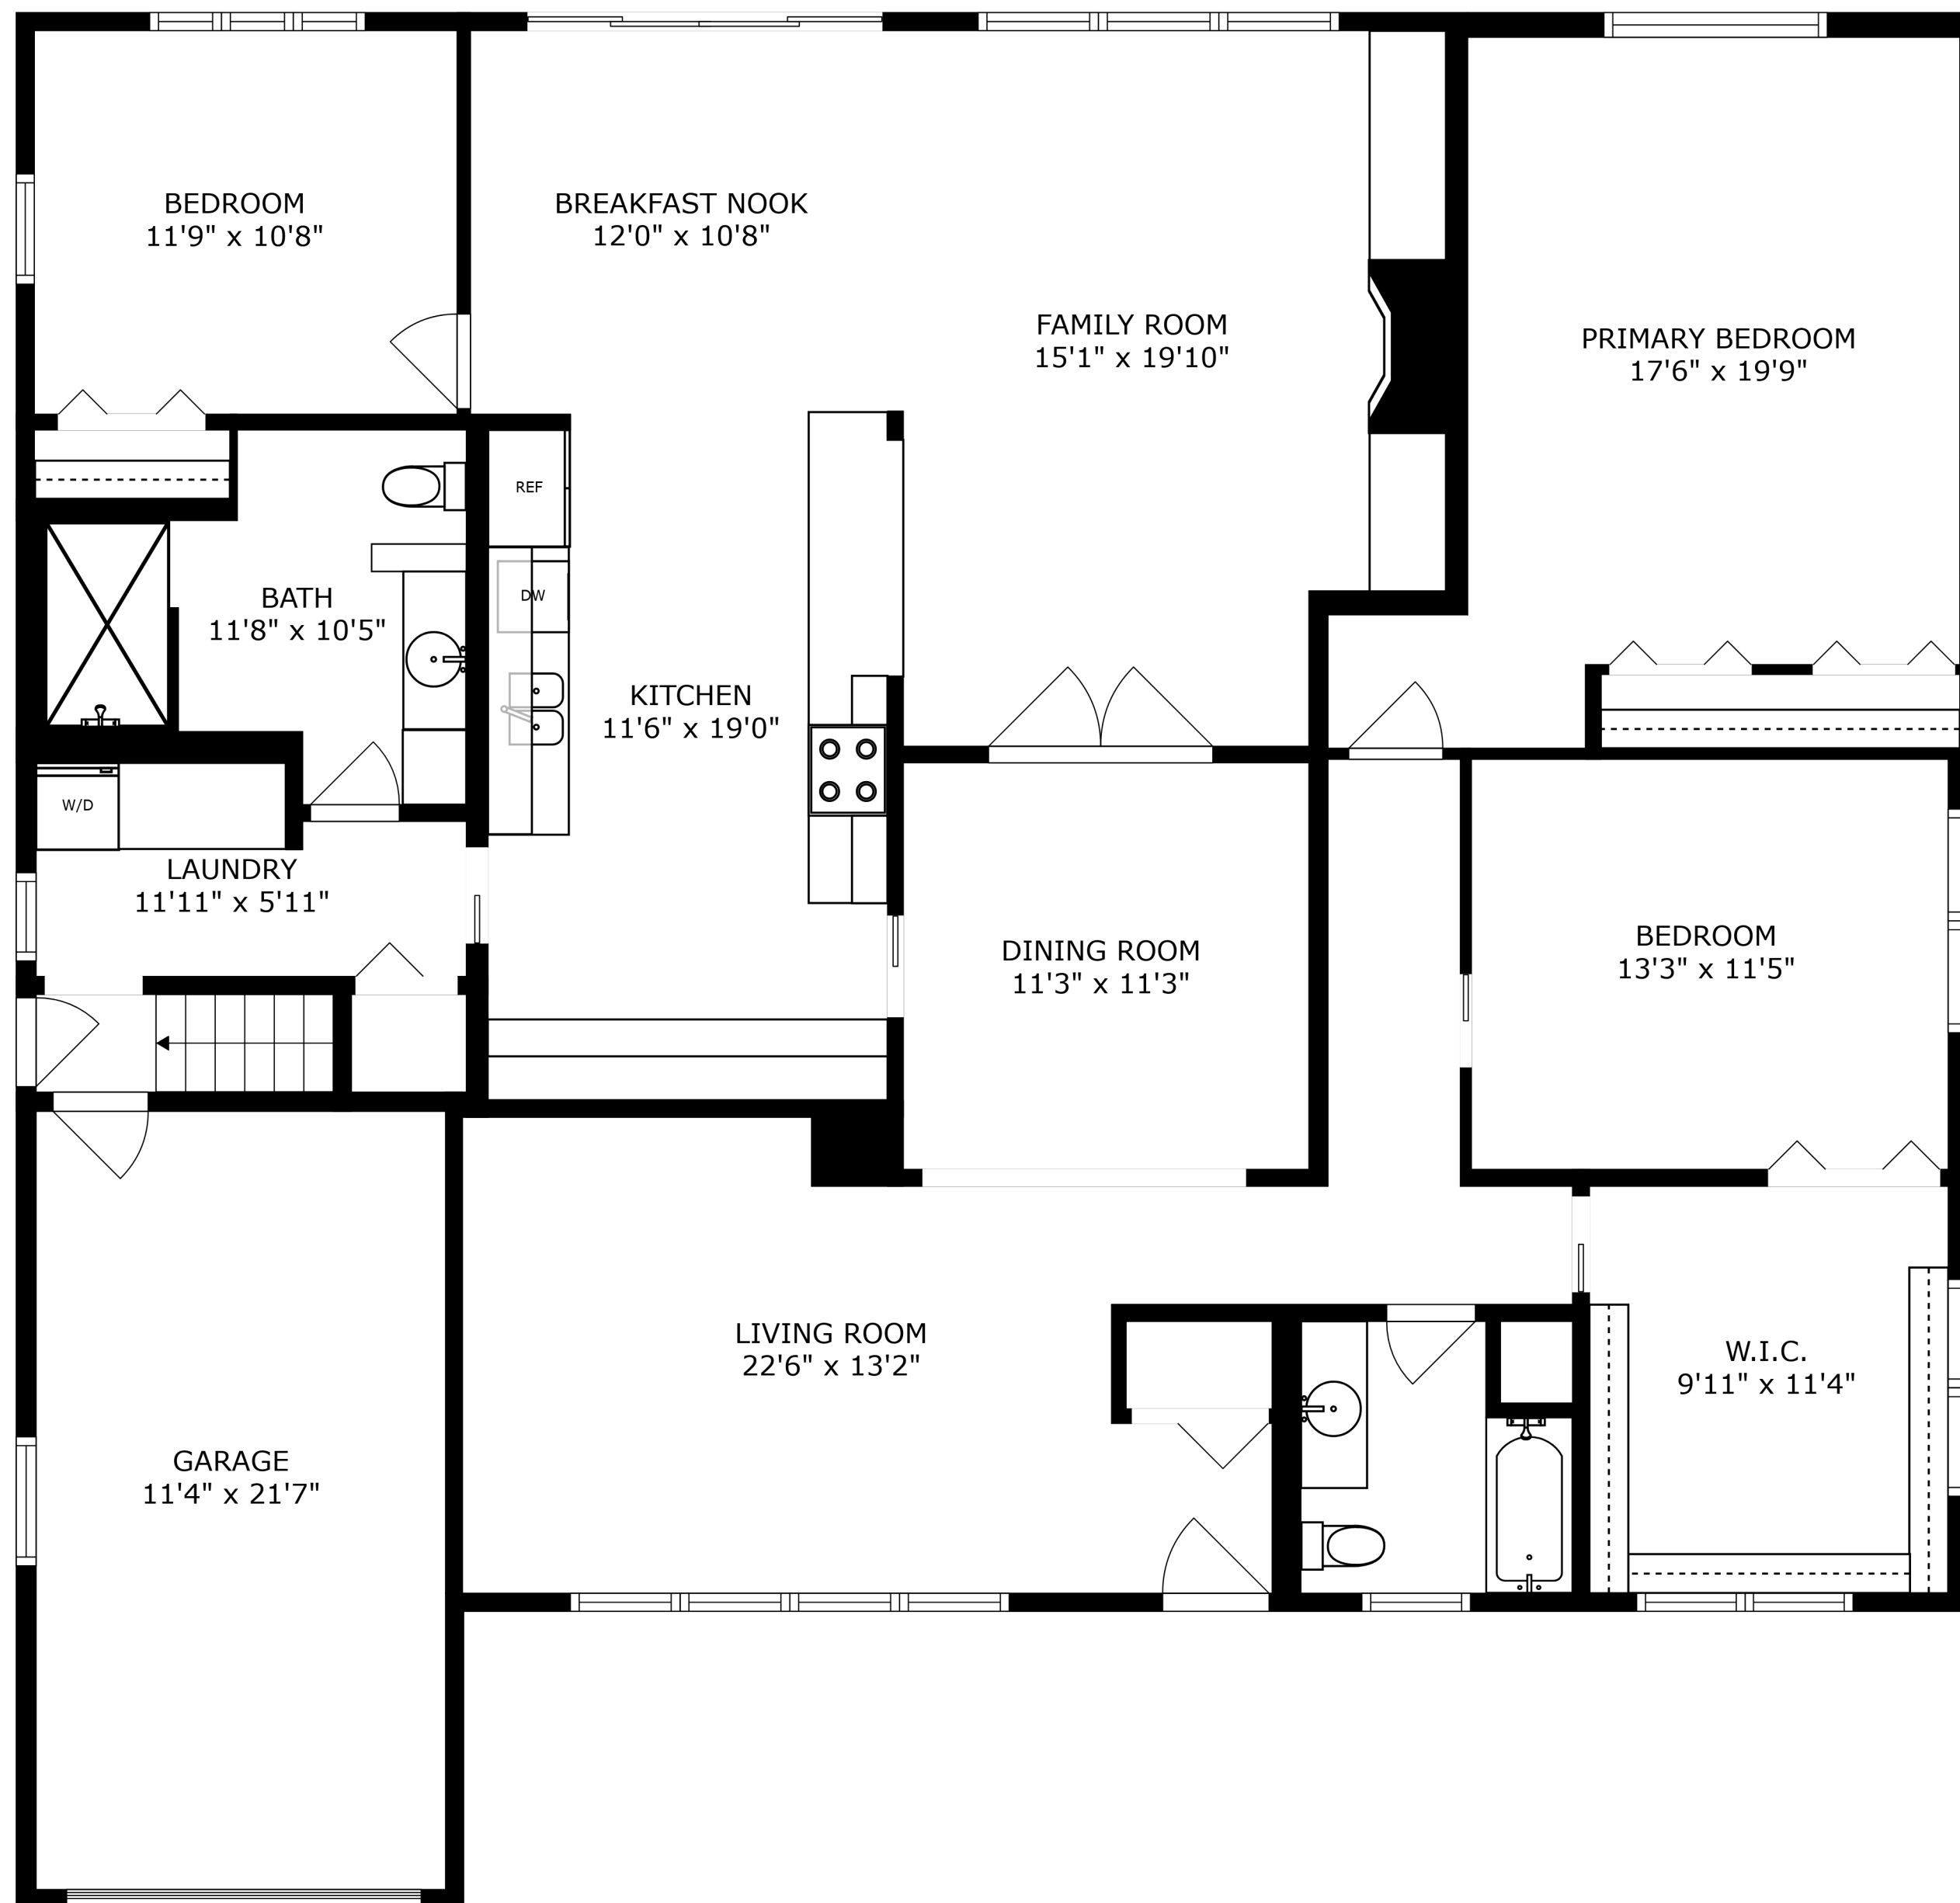 BEDROOM
11'9" x 10'8"
BREAKFAST NOOK
12'0" x 10'8"
FAMILY ROOM
15'1" x 19'10"
PRIMARY BEDROOM
17'6" x 19'9"
REF
DW
BATH
11'8" x 10'5"
KITCHEN
11'6" x 19'0"
W/D
LAUNDRY
11'11" x 5'11"
DINING ROOM
11'3" x 11'3"
BEDROOM
13'3" x 11'5"
LIVING ROOM
22'6" x 13'2"
W.I.C.
9'11" x 11'4"
GARAGE
11'4" x 21'7"